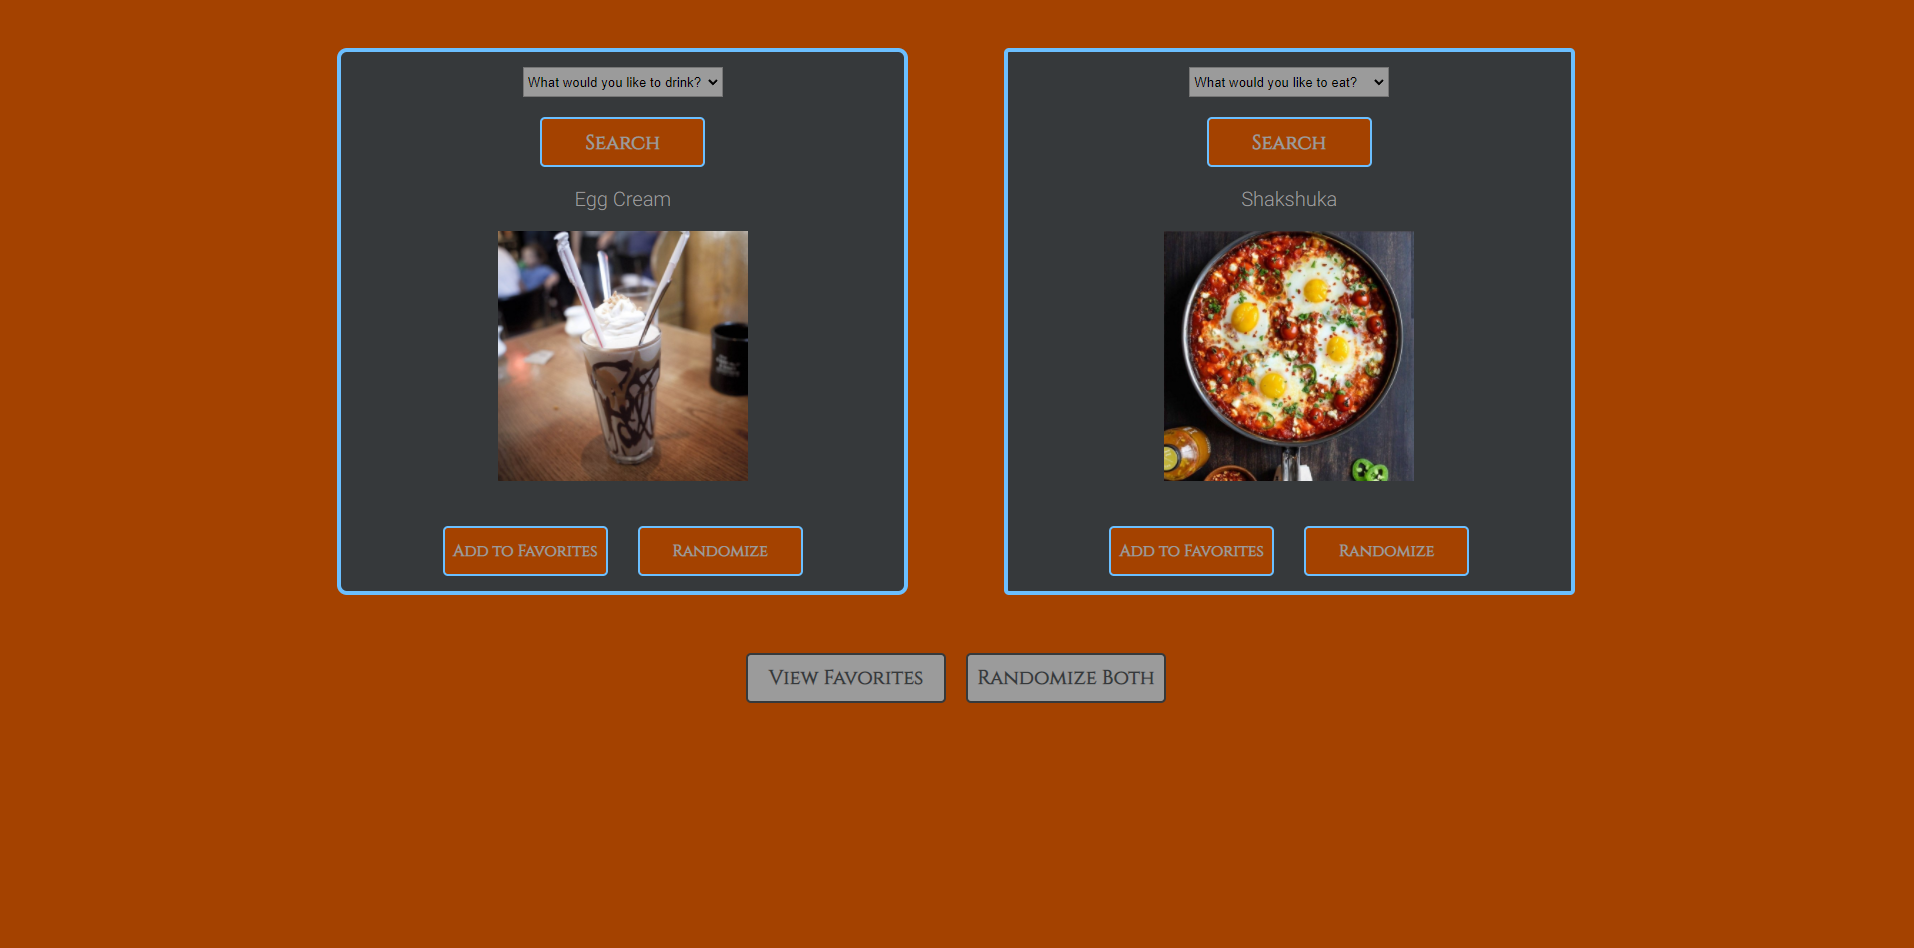 What would you like to drink?
Search
Egg Cream
Add to Favorites
Randomize
What would you like to eat?
Search
Shakshuka
Add to Favorites
Randomize
View Favorites
Randomize Both